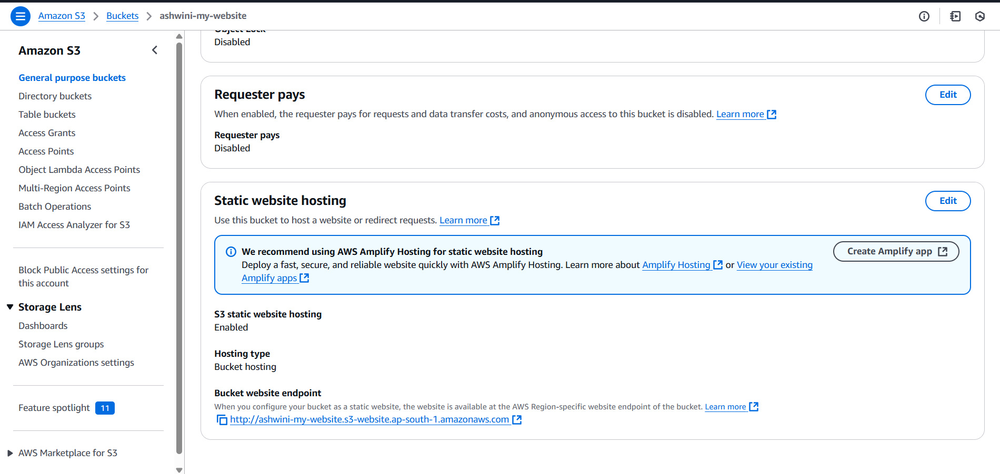 Amazon S3 > Buckets > ashwini-my-website
Amazon S3
General purpose buckets
Directory buckets
Table buckets
Access Grants
Access Points
Object Lambda Access Points
Multi-Region Access Points
Batch Operations
IAM Access Analyzer for S3
Block Public Access settings for
this account
Storage Lens
Dashboards
Storage Lens groups
AWS Organizations settings
Feature spotlight 11
AWS Marketplace for S3
Object Lock
Disabled
Requester pays
Edit
When enabled, the requester pays for requests and data transfer costs, and anonymous access to this bucket is disabled. Learn more
Requester pays
Disabled
Static website hosting
Edit
Use this bucket to host a website or redirect requests. Learn more
We recommend using AWS Amplify Hosting for static website hosting
Create Amplify app
Deploy a fast, secure, and reliable website quickly with AWS Amplify Hosting. Learn more about Amplify Hosting or View your existing
Amplify apps
S3 static website hosting
Enabled
Hosting type
Bucket hosting
Bucket website endpoint
When you configure your bucket as a static website, the website is available at the AWS Region-specific website endpoint of the bucket. Learn more
http://ashwini-my-website.s3-website.ap-south-1.amazonaws.com